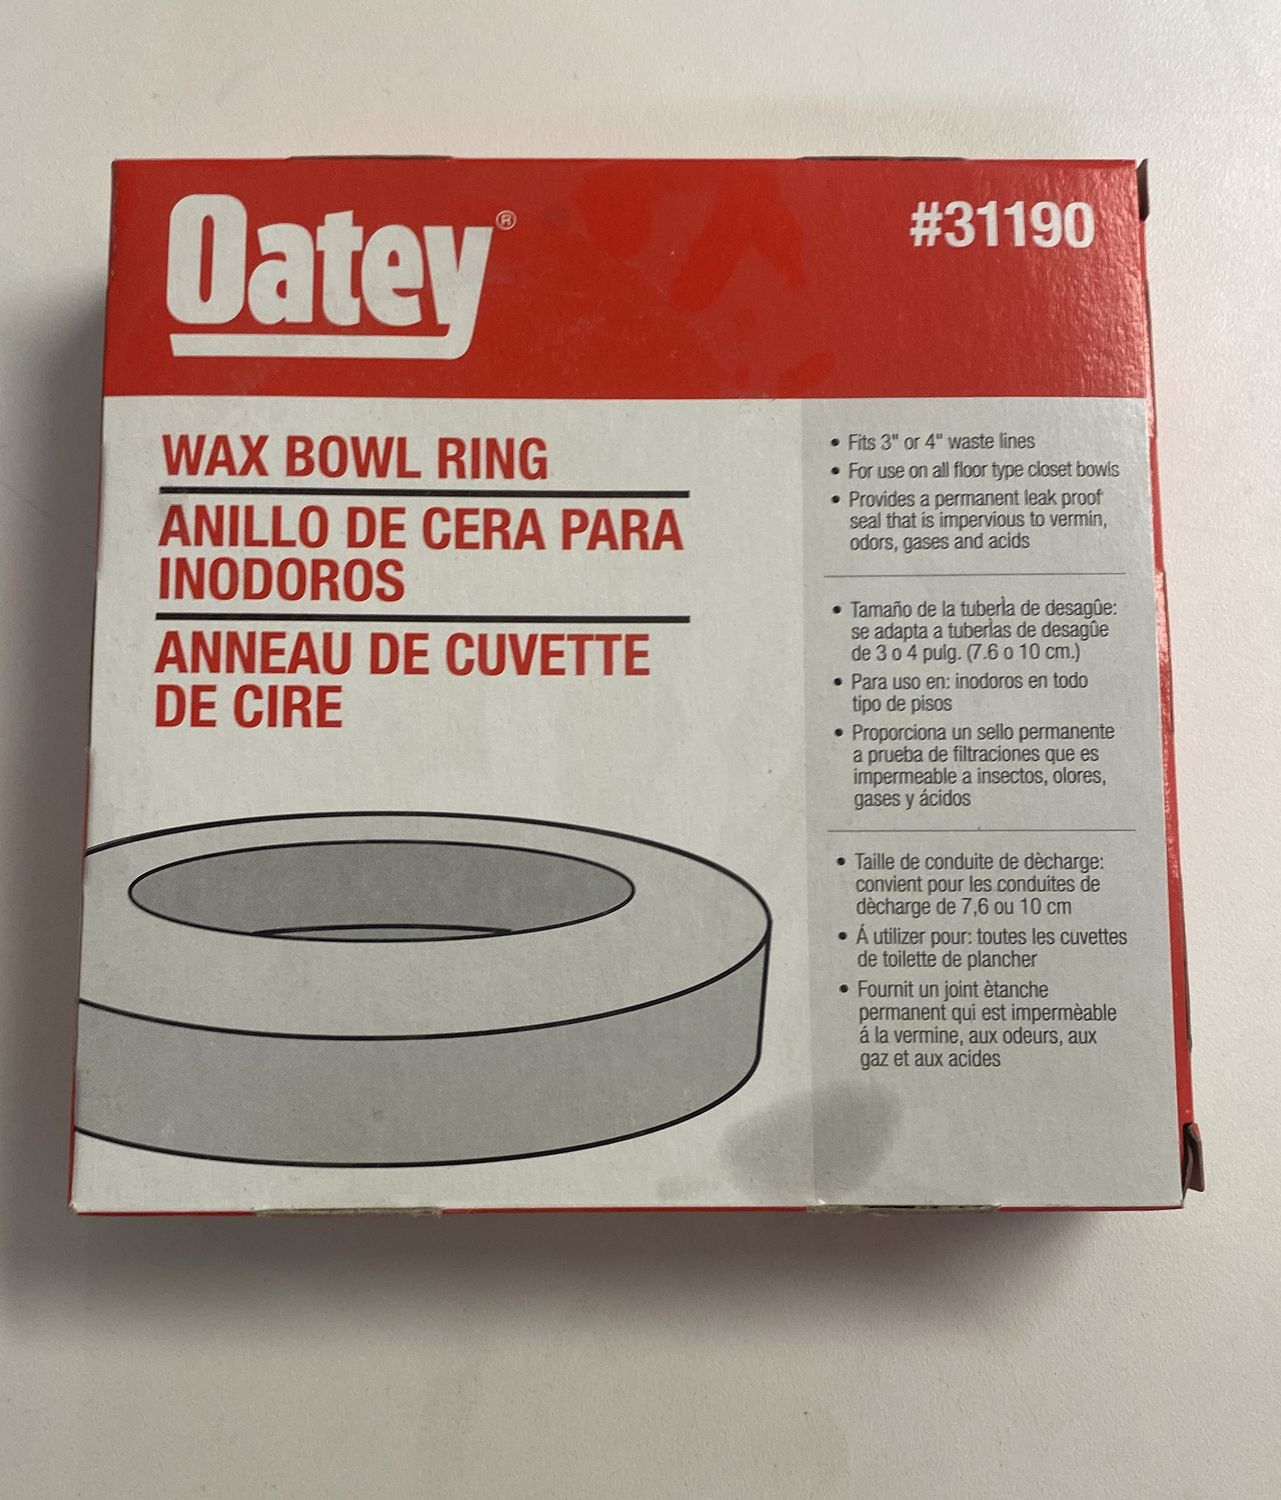 Oatey®
#31190
WAX BOWL RING
ANILLO DE CERA PARA
INODOROS
ANNEAU DE CUVETTE
DE CIRE
• Fits 3" or 4" waste lines
• For use on all floor type closet bowls
• Provides a permanent leak proof
seal that is impervious to vermin,
odors, gases and acids
• Tamaño de la tuberìa de desagûe:
se adapta a tuberìas de desagûe
de 3 o 4 pulg. (7.6 o 10 cm.)
• Para uso en: inodoros en todo
tipo de pisos
• Proporciona un sello permanente
a prueba de filtraciones que es
impermeable a insectos, olores,
gases y ácidos
• Taille de conduite de dècharge:
convient pour les conduites de
dècharge de 7,6 ou 10 cm
• Á utilizer pour: toutes les cuvettes
de toilette de plancher
• Fournit un joint ètanche
permanent qui est impermèable
á la vermine, aux odeurs, aux
gaz et aux acides